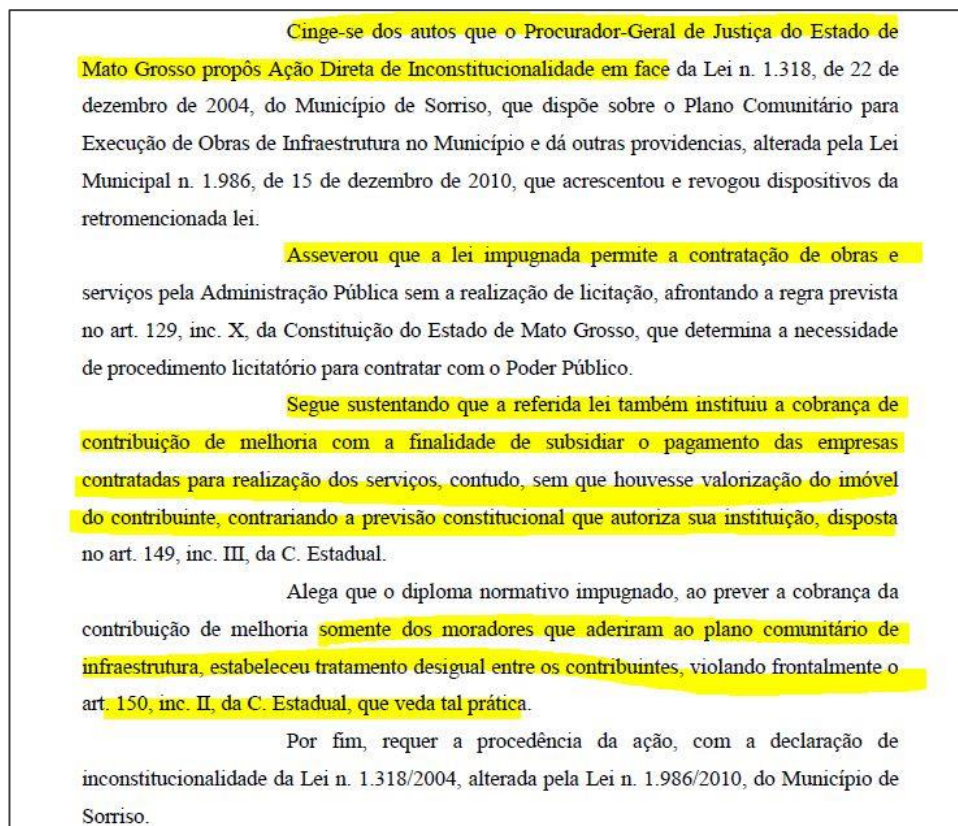 Cinge-se dos autos que o Procurador-Geral de Justiça do Estado de
Mato Grosso propôs Ação Direta de Inconstitucionalidade em face da Lei n. 1.318, de 22 de
dezembro de 2004, do Município de Sorriso, que dispõe sobre o Plano Comunitário para
Execução de Obras de Infraestrutura no Município e dá outras providencias, alterada pela Lei
Municipal n. 1.986, de 15 de dezembro de 2010, que acrescentou e revogou dispositivos da
retromencionada lei.
Asseverou que a lei impugnada permite a contratação de obras e
serviços pela Administração Pública sem a realização de licitação, afrontando a regra prevista
no art. 129, inc. X, da Constituição do Estado de Mato Grosso, que determina a necessidade
de procedimento licitatório para contratar com o Poder Público.
Segue sustentando que a referida lei também instituiu a cobrança de
contribuição de melhoria com a finalidade de subsidiar o pagamento das empresas
contratadas para realização dos serviços, contudo, sem que houvesse valorização do imóvel
do contribuinte, contrariando a previsão constitucional que autoriza sua instituição, disposta
no art. 149, inc. III, da C. Estadual.
Alega que o diploma normativo impugnado, ao prever a cobrança da
contribuição de melhoria somente dos moradores que aderiram ao plano comunitário de
infraestrutura, estabeleceu tratamento desigual entre os contribuintes, violando frontalmente o
art. 150, inc. II, da C. Estadual, que veda tal prática.
Por fim, requer a procedência da ação, com a declaração de
inconstitucionalidade da Lei n. 1.318/2004, alterada pela Lei n. 1.986/2010, do Município de
Sorriso.